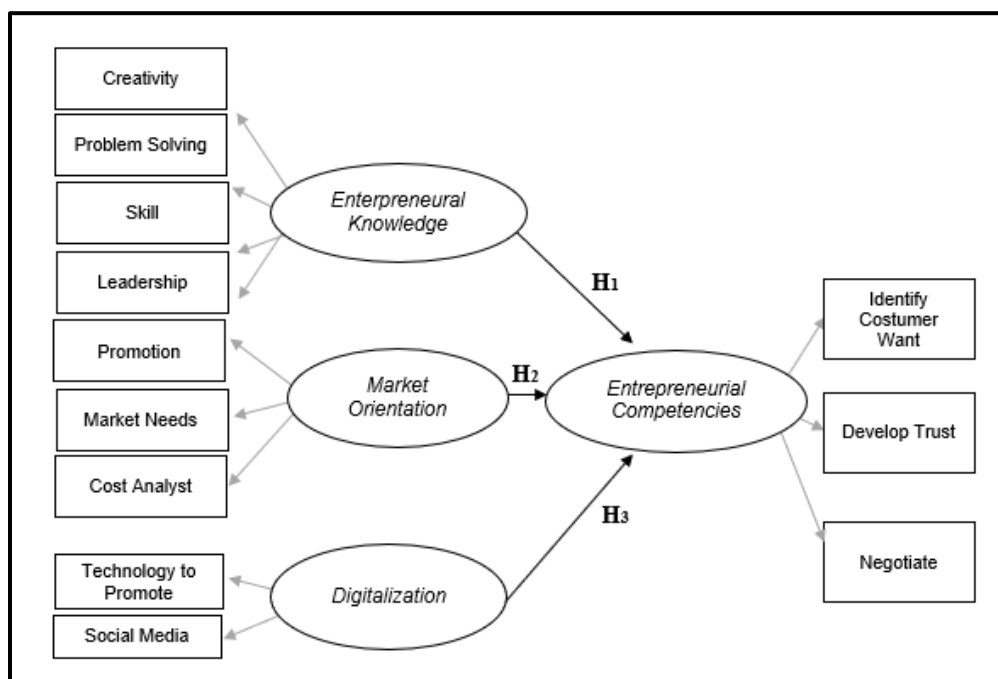 Creativity
Problem Solving
Skill
Leadership
Promotion
Market Needs
Cost Analyst
Technology to
Promote
Social Media
Enterpreneural
Knowledge
Market
Orientation
Digitalization
H1
H2
H3
Entrepreneurial
Competencies
Identify
Costumer
Want
Develop Trust
Negotiate